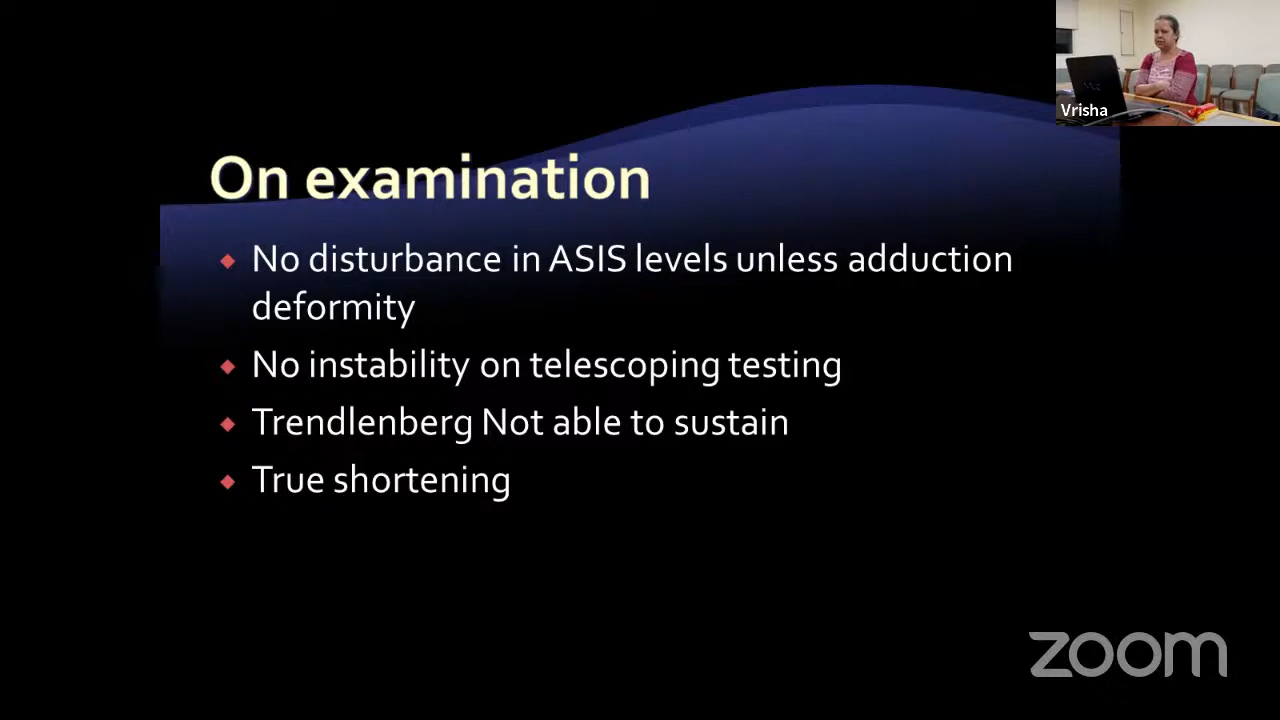 Vrisha
On examination
No disturbance in ASIS levels unless adduction
deformity
No instability on telescoping testing
Trendlenberg Not able to sustain
True shortening
zoom